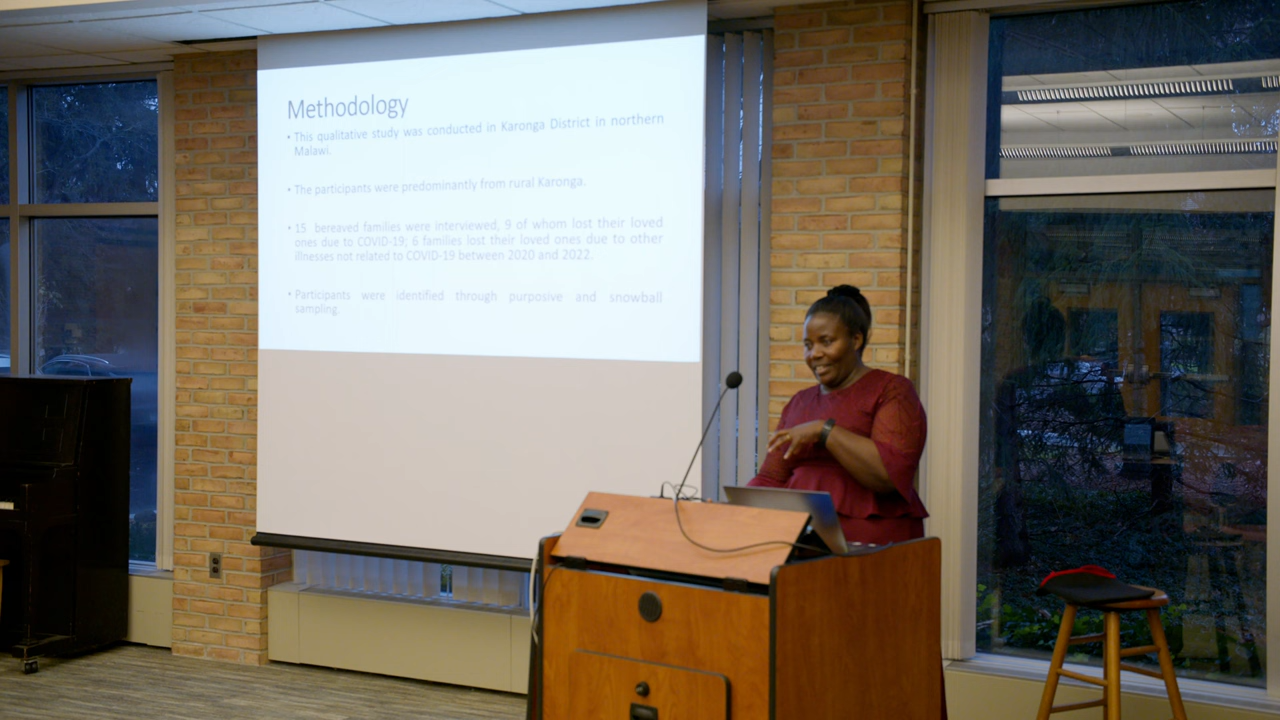 Methodology
• This qualitative study was conducted in Karonga District in northern
Malawi.
• The participants were predominantly from rural Karonga.
• 15 bereaved families were interviewed, 9 of whom lost their loved
ones due to COVID-19; 6 families lost their loved ones due to other
illnesses not related to COVID-19 between 2020 and 2022.
• Participants were identified through purposive and snowball
sampling.